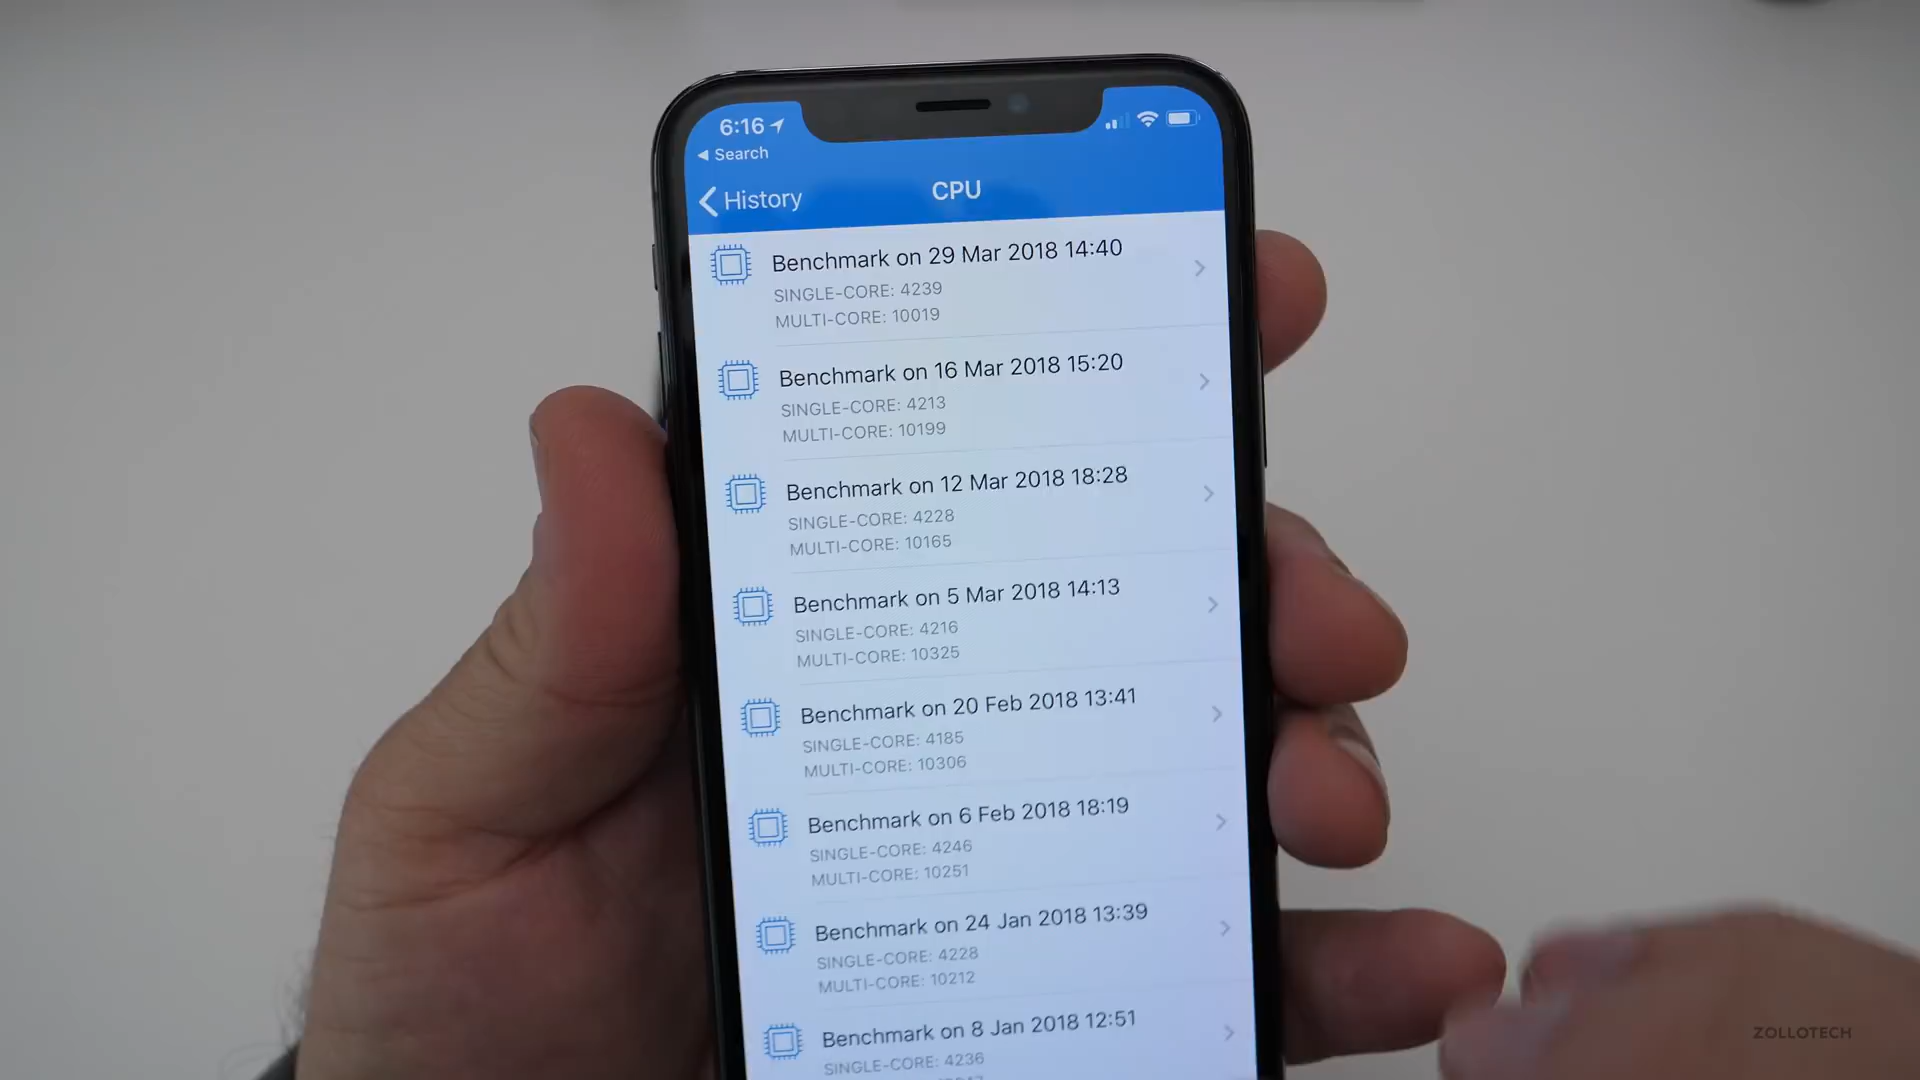 6:16
Search
History
CPU
Benchmark on 29 Mar 2018 14:40
SINGLE-CORE: 4239
MULTI-CORE: 10019
Benchmark on 16 Mar 2018 15:20
SINGLE-CORE: 4213
MULTI-CORE: 10199
Benchmark on 12 Mar 2018 18:28
SINGLE-CORE: 4228
MULTI-CORE: 10165
Benchmark on 5 Mar 2018 14:13
SINGLE-CORE: 4216
MULTI-CORE: 10325
Benchmark on 20 Feb 2018 13:41
SINGLE-CORE: 4185
MULTI-CORE: 10306
Benchmark on 6 Feb 2018 18:19
SINGLE-CORE: 4246
MULTI-CORE: 10251
Benchmark on 24 Jan 2018 13:39
SINGLE-CORE: 4228
MULTI-CORE: 10212
Benchmark on 8 Jan 2018 12:51
SINGLE-CORE: 4236
ZOLLOTECH